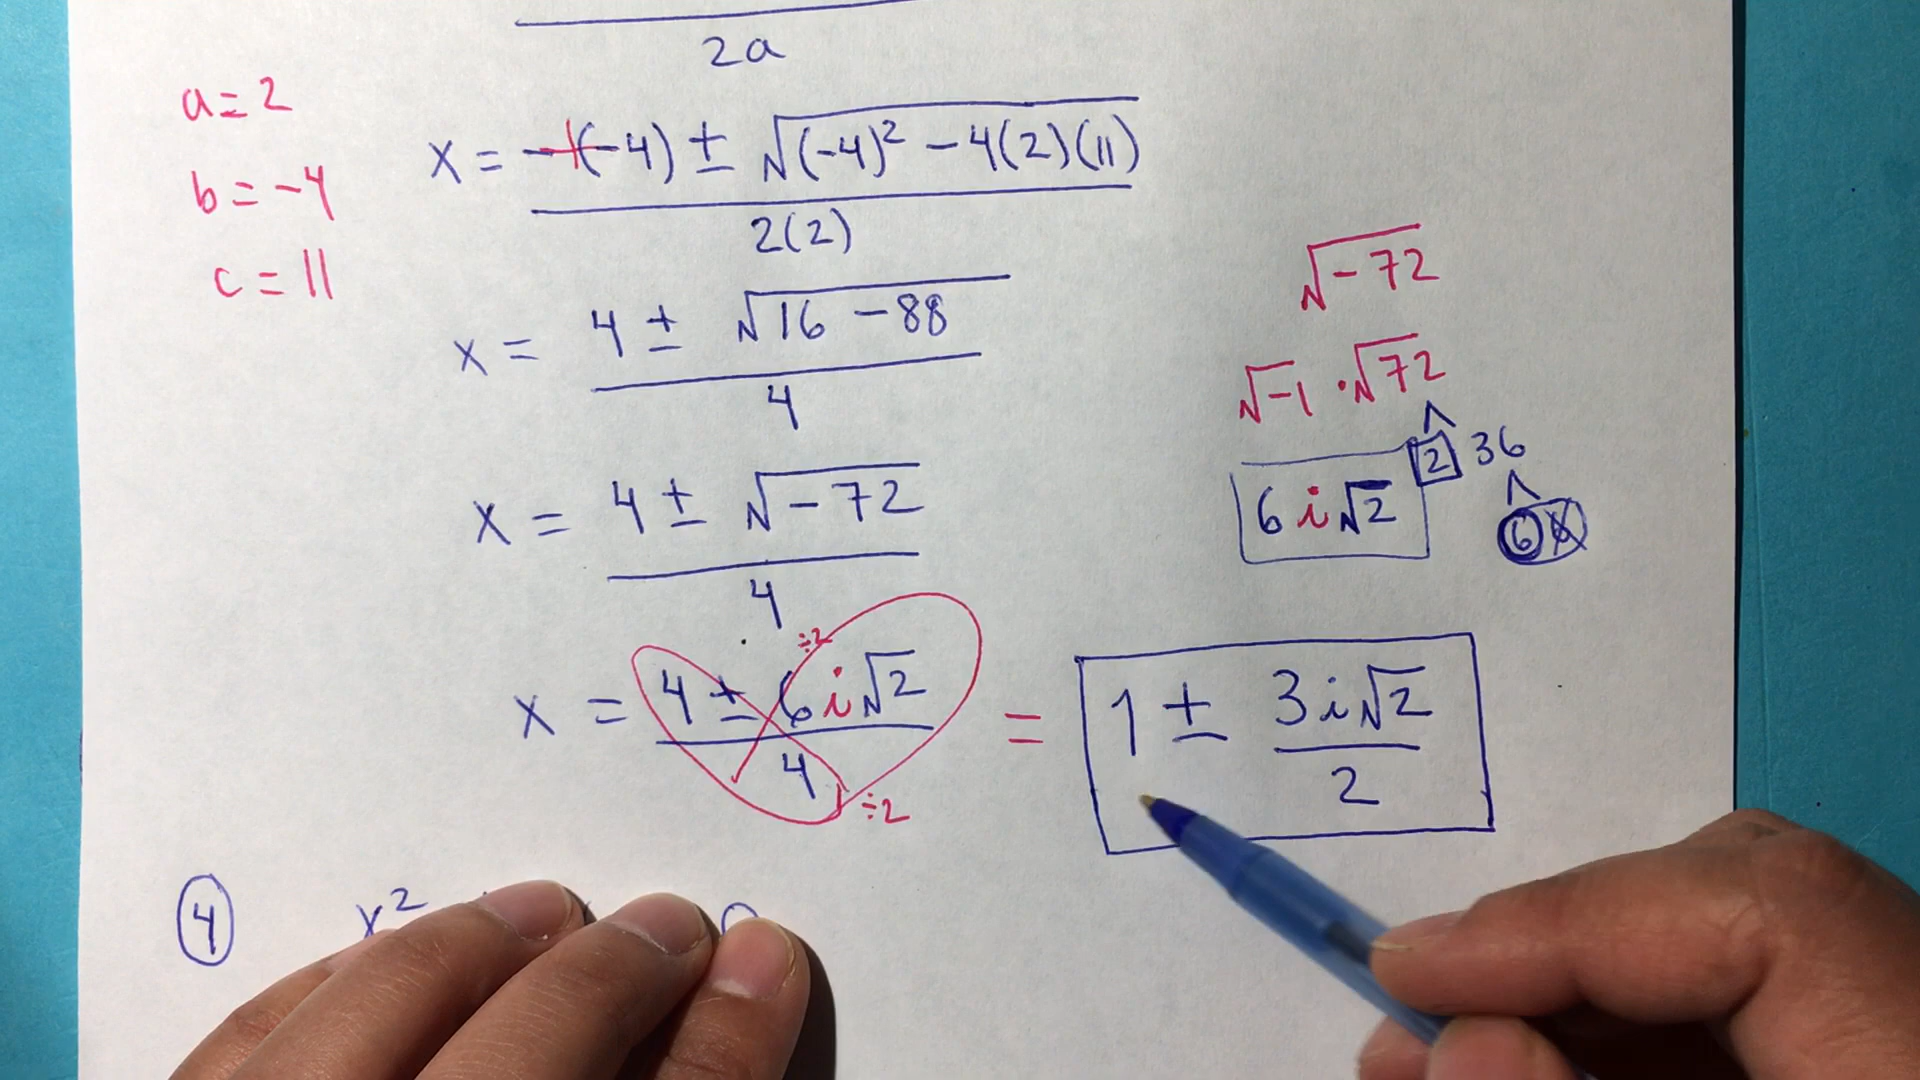 2a
a = 2
x = -1(-4) ± √(-4)² - 4(2)(11)
2(2)
b = -4
c = 11
x = 4 ± √16 - 88
4
x = 4 ± √-72
4
√-72
√-1 · √72
2 36
6i√2
6 6
÷2
x = 4 ± 6i√2 = 1 ± 3i√2
4 2
÷2
4 x²